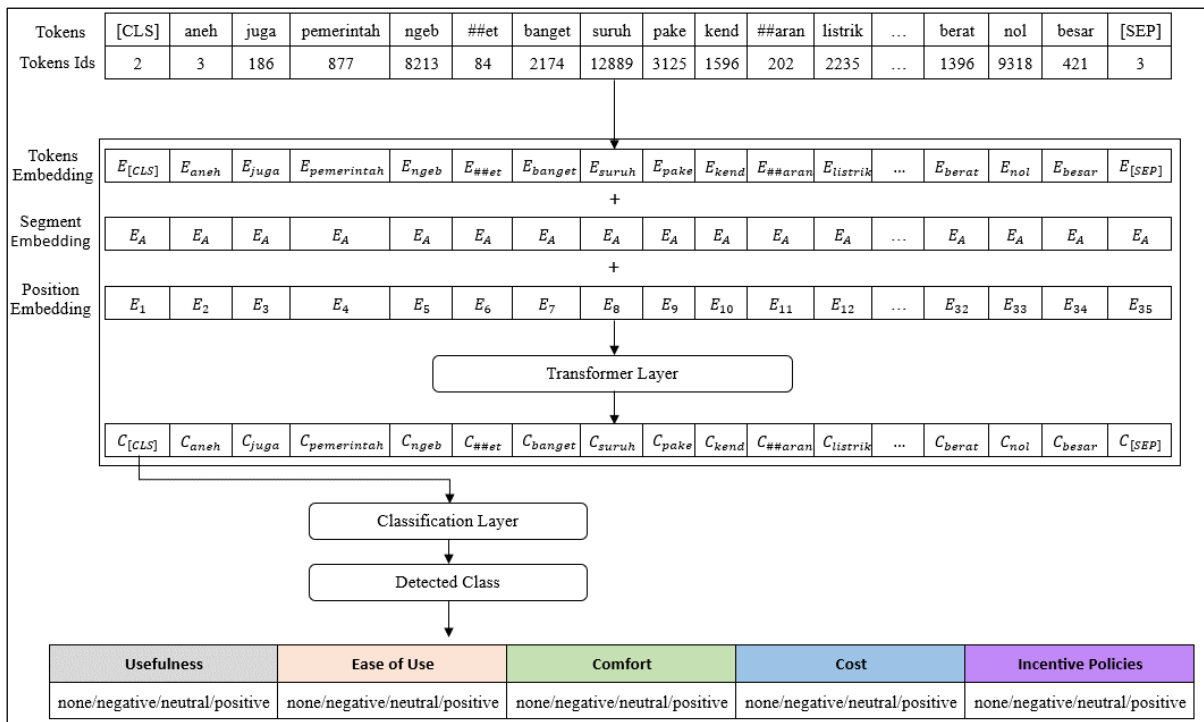 Tokens [CLS] aneh juga pemerintah ngeb ##et banget suruh pake kend ##aran listrik … berat nol besar [SEP]
Tokens Ids 2 3 186 877 8213 84 2174 12889 3125 1596 202 2235 … 1396 9318 421 3
Tokens
Embedding
E[CLS] Eaneh Ejuga Epemerintah Engeb E##et Ebanget Esuruh Epake Ekend E##aran Elistrik … Eberat Enol Ebesar E[SEP]
+
Segment
Embedding
EA EA EA EA EA EA EA EA EA EA EA EA … EA EA EA EA
+
Position
Embedding
E1 E2 E3 E4 E5 E6 E7 E8 E9 E10 E11 E12 … E32 E33 E34 E35
Transformer Layer
C[CLS] Caneh Cjuga Cpemerintah Cngeb C##et Cbanget Csuruh Cpake Ckend C##aran Clistrik … Cberat Cnol Cbesar C[SEP]
Classification Layer
Detected Class
Usefulness Ease of Use Comfort Cost Incentive Policies
none/negative/neutral/positive none/negative/neutral/positive none/negative/neutral/positive none/negative/neutral/positive none/negative/neutral/positive